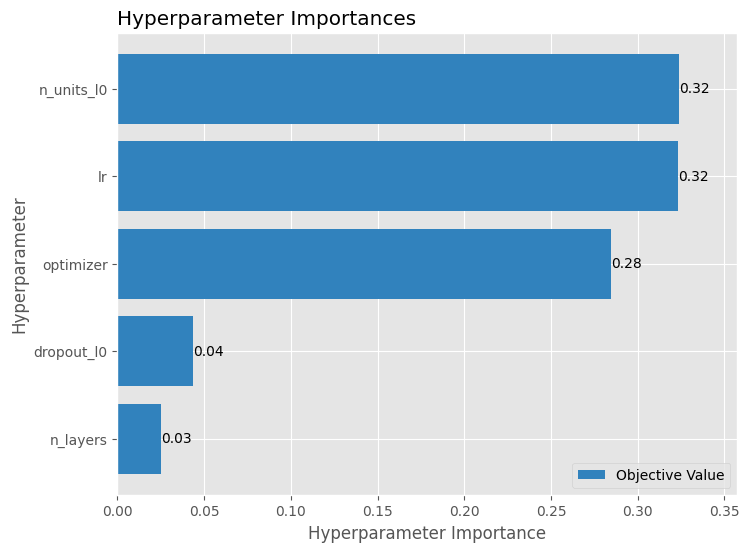 Hyperparameter Importances
Hyperparameter
n_units_l0
0.32
lr
0.32
optimizer
0.28
dropout_l0
0.04
n_layers
0.03
Objective Value
0.00 0.05 0.10 0.15 0.20 0.25 0.30 0.35
Hyperparameter Importance